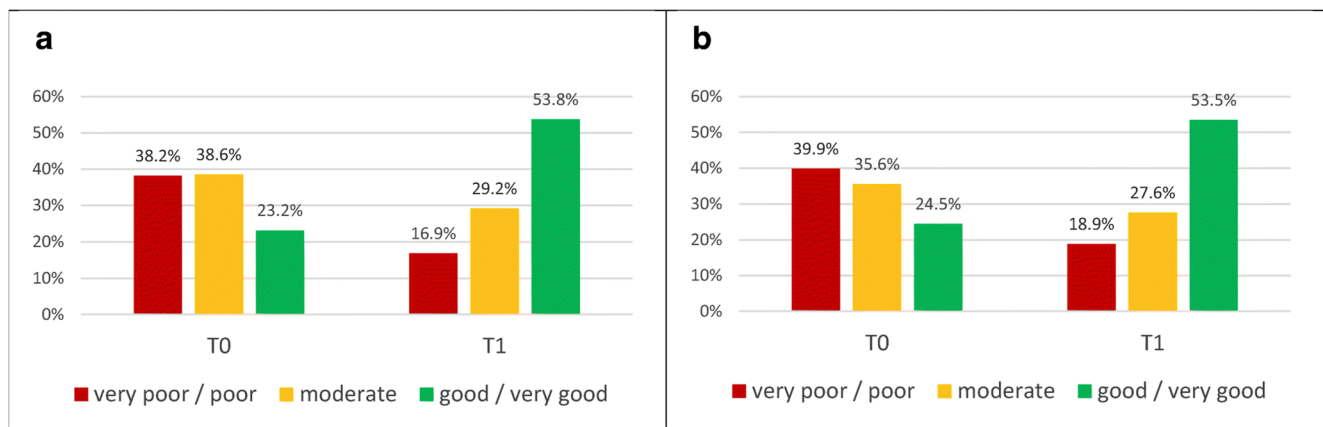 a
60%
50%
40%
30%
20%
10%
0%
38.2%
38.6%
23.2%
16.9%
29.2%
53.8%
T0
T1
very poor / poor
moderate
good / very good
b
60%
50%
40%
30%
20%
10%
0%
39.9%
35.6%
24.5%
18.9%
27.6%
53.5%
T0
T1
very poor / poor
moderate
good / very good